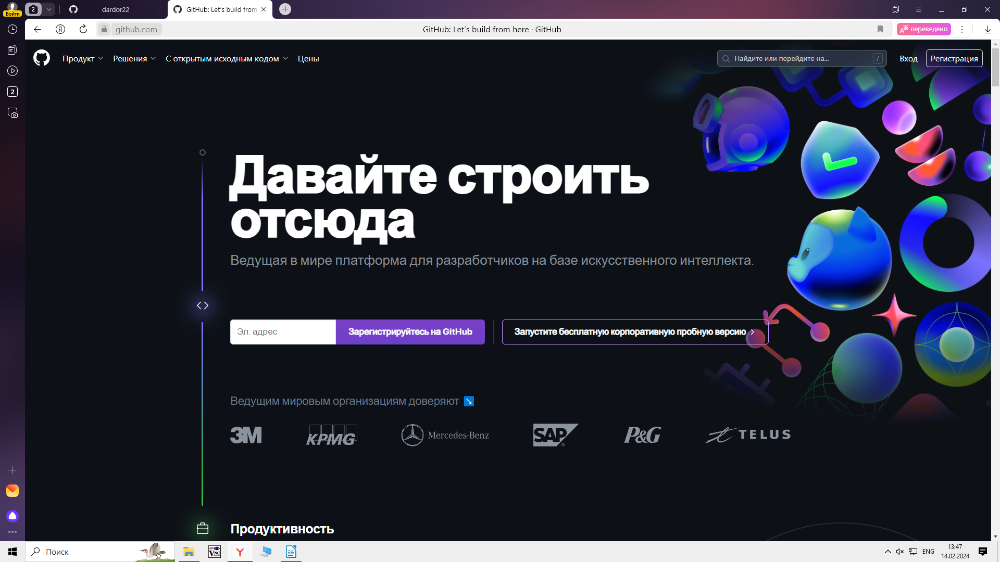 Войти
2
dardor22
GitHub: Let's build from
2
github.com
GitHub: Let's build from here · GitHub
переведено
Продукт
Решения
С открытым исходным кодом
Цены
Найдите или перейдите на...
/
Вход
Регистрация
Давайте строить
отсюда
Ведущая в мире платформа для разработчиков на базе искусственного интеллекта.
Эл. адрес
Зарегистрируйтесь на GitHub
Запустите бесплатную корпоративную пробную версию
Ведущим мировым организациям доверяют
3M
KPMG
Mercedes-Benz
SAP
P&G
TELUS
Продуктивность
Поиск
VNC
ENG
13:47
14.02.2024